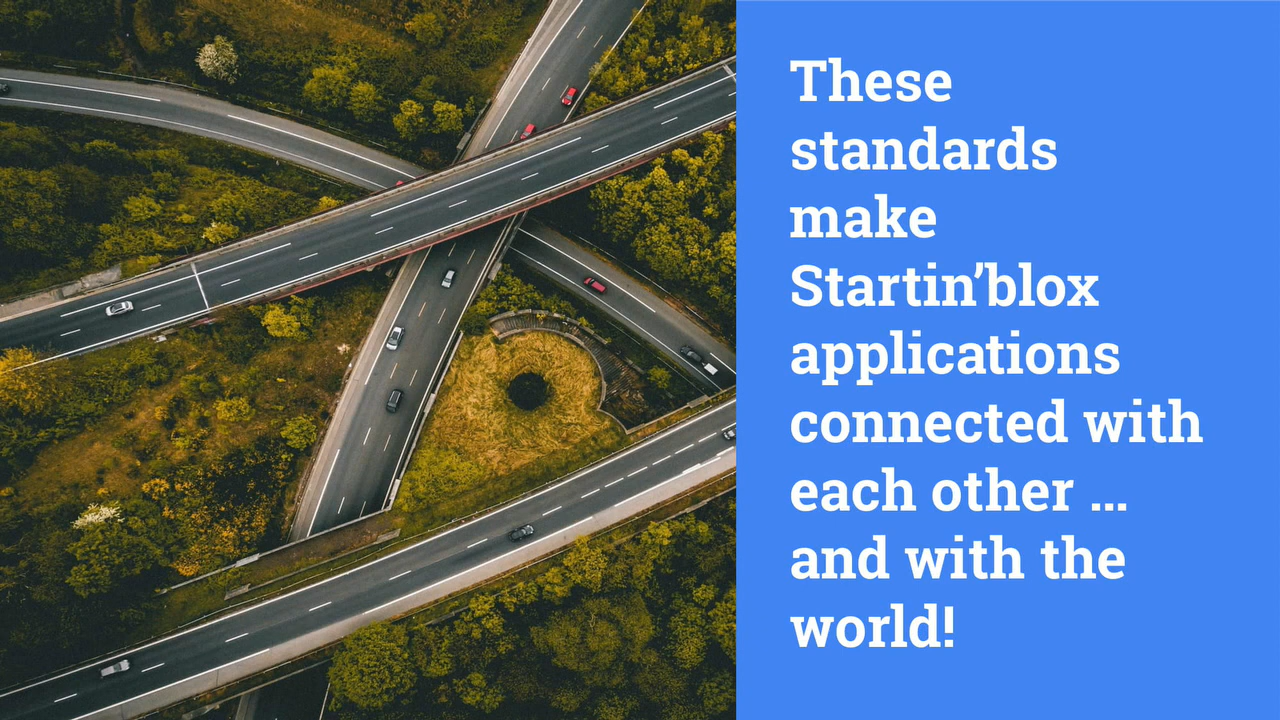 These
standards
make
Startin’blox
applications
connected with
each other ...
and with the
world!